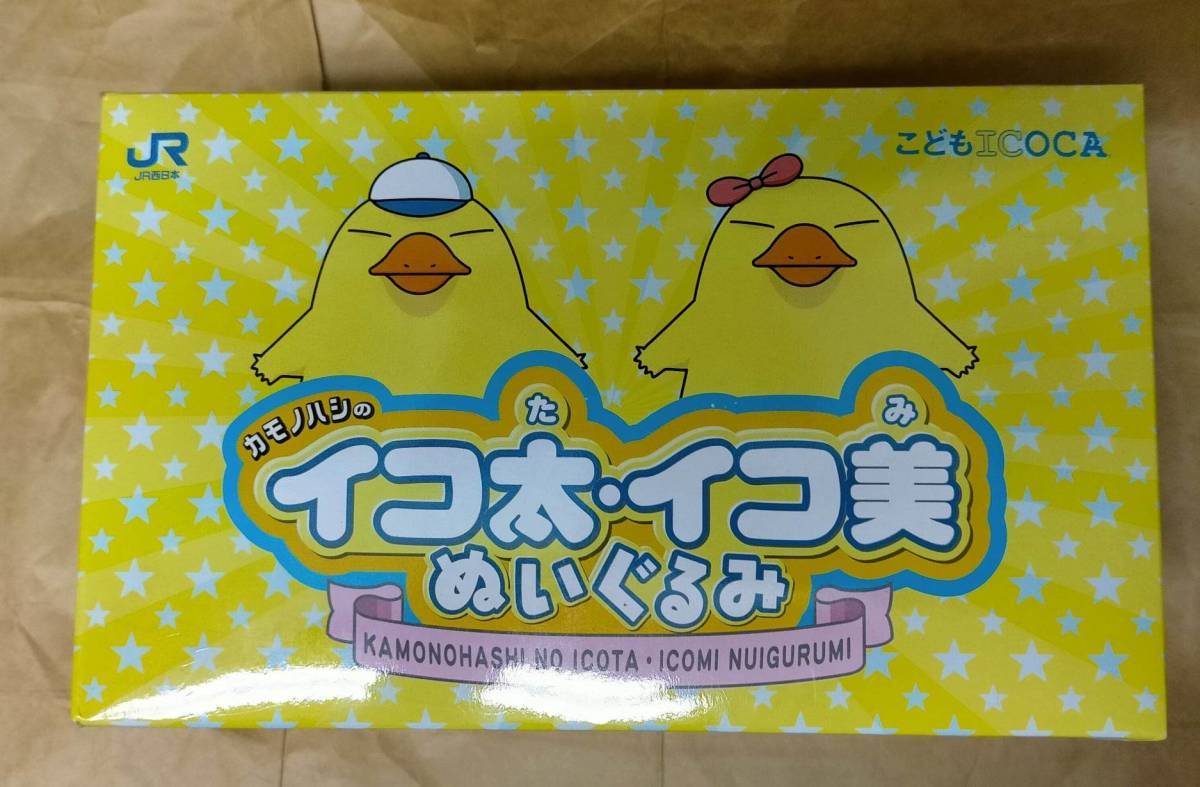 JR
JR西日本
こどもICOCA
カモノハシの
た
み
イコ太・イコ美
ぬいぐるみ
KAMONOHASHI NO ICOTA・ICOMI NUIGURUMI